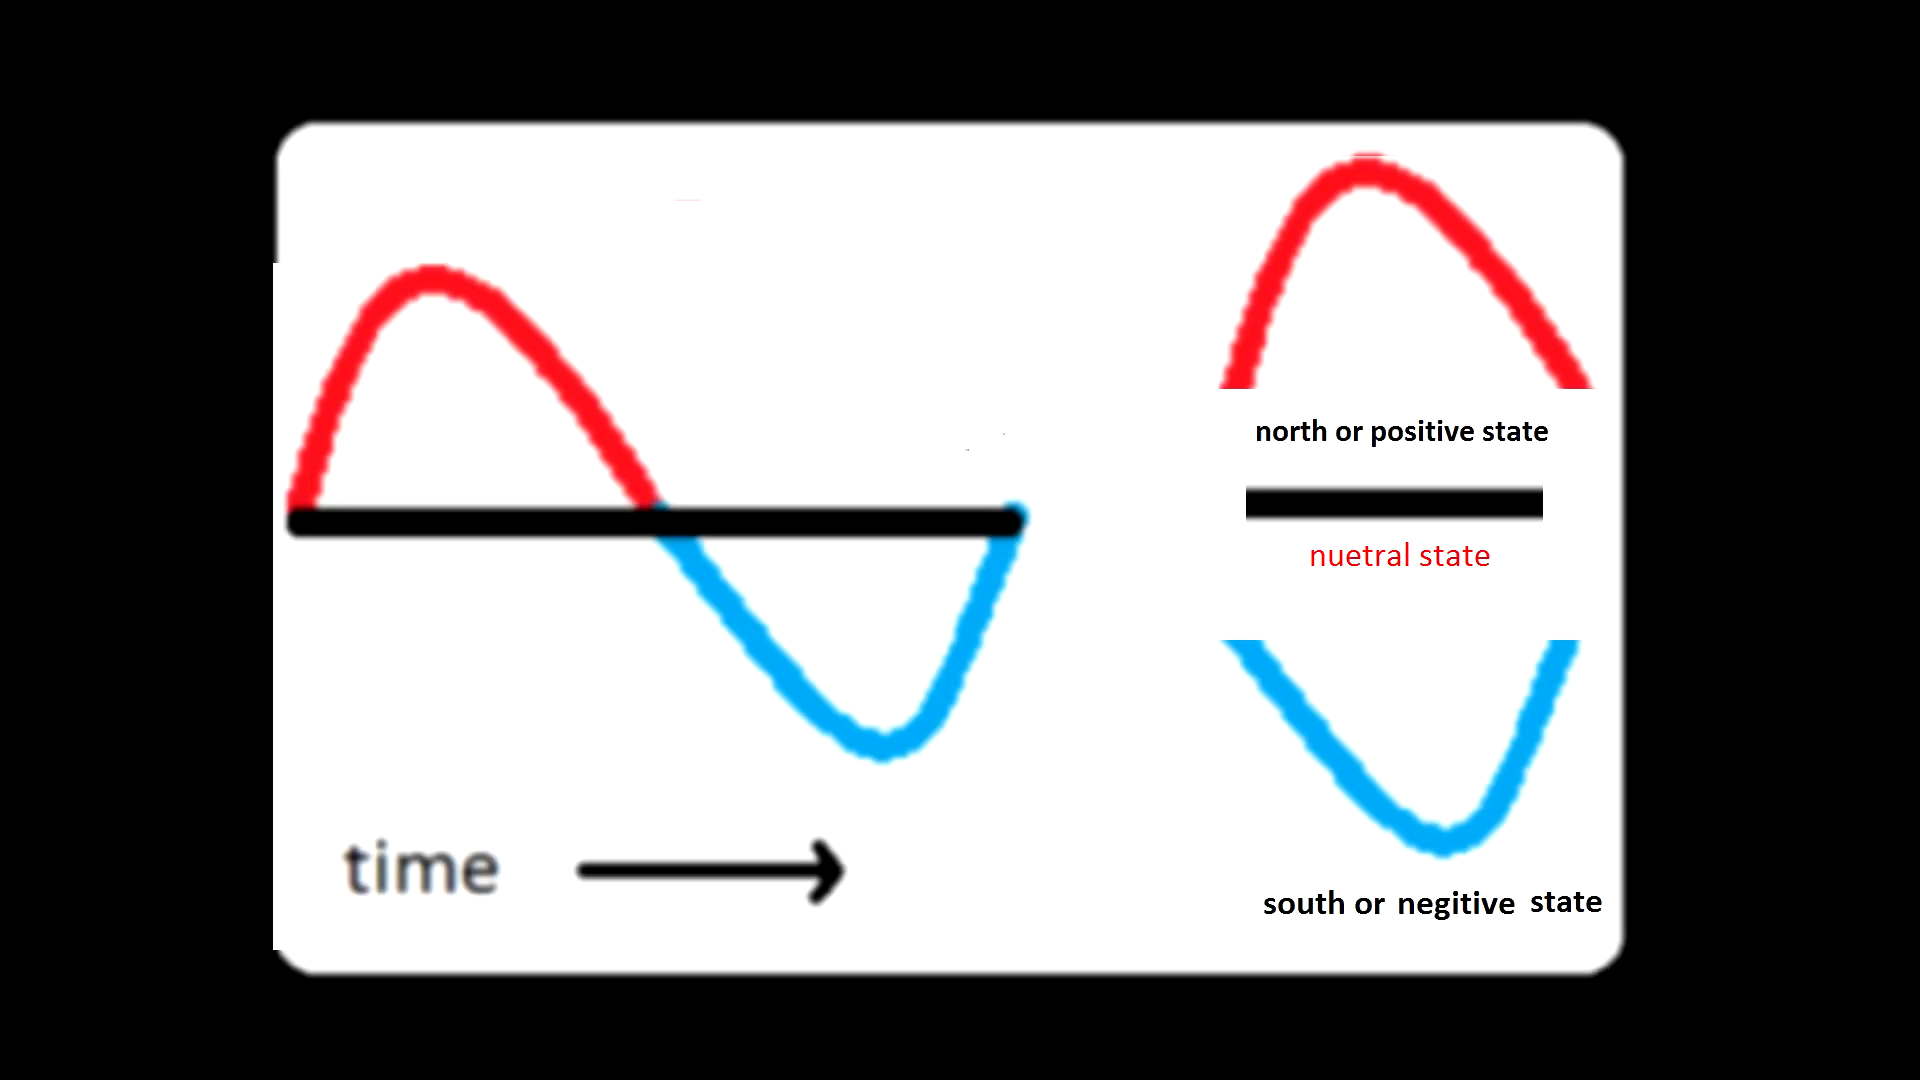 north or positive state
nuetral state
time
south or negitive state